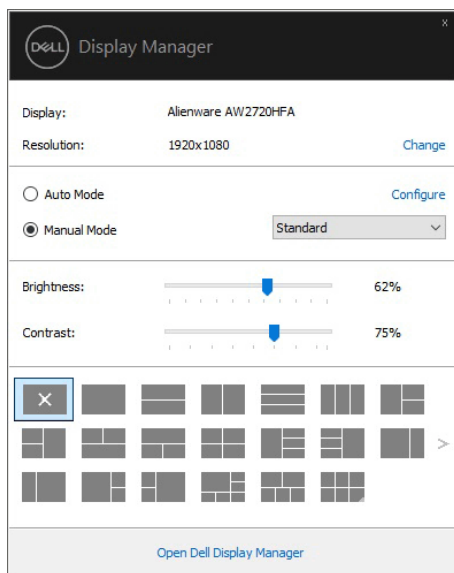 x
DELL Display Manager
Display: Alienware AW2720HFA
Resolution: 1920x1080 Change
Auto Mode Configure
Manual Mode Standard
Brightness: 62%
Contrast: 75%
Open Dell Display Manager